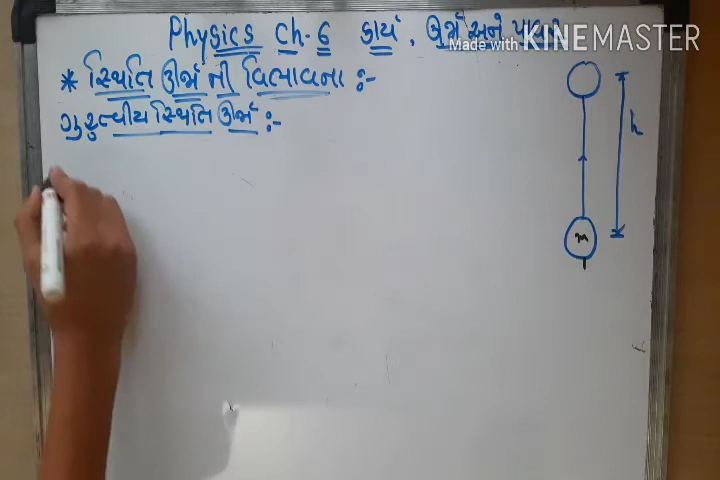 Physics Ch-6 કાર્ય, ઊર્જા અને
Made with KINEMASTER
* સ્થિતિ ઊર્જા ની વિભાવના :-
ગુરુત્વીય સ્થિતિ ઊર્જા :-
h
m